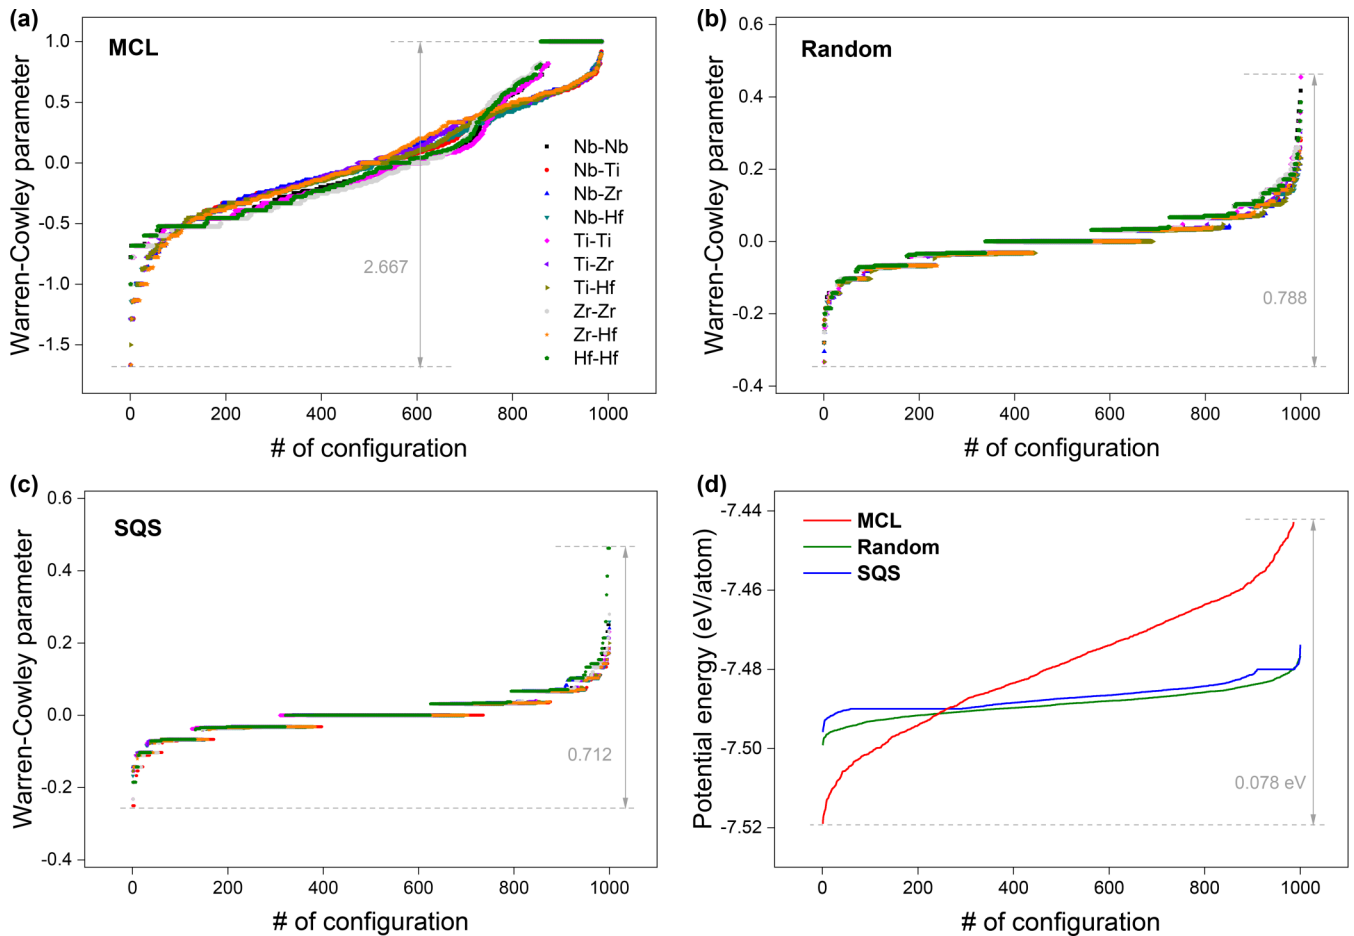 (a)
MCL
Warren-Cowley parameter
1.0
0.5
0.0
-0.5
-1.0
-1.5
2.667
Nb-Nb
Nb-Ti
Nb-Zr
Nb-Hf
Ti-Ti
Ti-Zr
Ti-Hf
Zr-Zr
Zr-Hf
Hf-Hf
0 200 400 600 800 1000
# of configuration
(b)
Random
Warren-Cowley parameter
0.6
0.4
0.2
0.0
-0.2
-0.4
0.788
0 200 400 600 800 1000
# of configuration
(c)
SQS
Warren-Cowley parameter
0.6
0.4
0.2
0.0
-0.2
-0.4
0.712
0 200 400 600 800 1000
# of configuration
(d)
MCL
Random
SQS
Potential energy (eV/atom)
-7.44
-7.46
-7.48
-7.50
-7.52
0.078 eV
0 200 400 600 800 1000
# of configuration